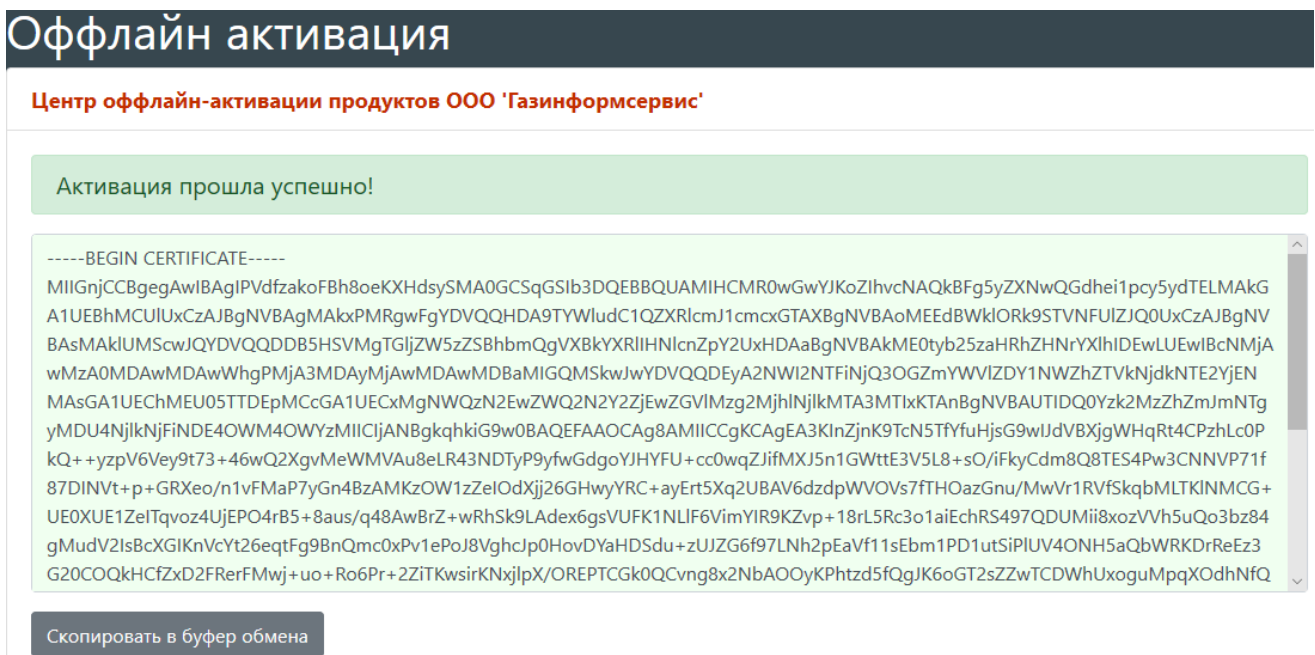 Оффлайн активация
Центр оффлайн-активации продуктов ООО 'Газинформсервис'
Активация прошла успешно!
-----BEGIN CERTIFICATE-----
MIIGnjCCBgegAwIBAgIPVdfzakoFBh8oeKXHdsySMA0GCSqGSIb3DQEBBQUAMIHCMR0wGwYJKoZIhvcNAQkBFg5yZXNwQGdhei1pcy5ydTELMAkG
A1UEBhMCUlUxCzAJBgNVBAgMAkxPMRgwFgYDVQQHDA9TYWludC1QZXRlcmJ1cmcxGTAXBgNVBAoMEEdBWklORk9STVNFUlZJQ0UxCzAJBgNV
BAsMAklUMScwJQYDVQQDDB5HSVMgTGljZW5zZSBhbmQgVXBkYXRlIHNlcnZpY2UxHDAaBgNVBAkME0tyb25zaHRhZHNrYXlhIDEwLUEwIBcNMjA
wMzA0MDAwMDAwWhgPMjA3MDAyMjAwMDAwMDBaMIGQMSkwJwYDVQQDEyA2NWI2NTFiNjQ3OGZmYWVlZDY1NWZhZTVkNjdkNTE2YjEN
MAsGA1UEChMEU05TTDEpMCcGA1UECxMgNWQzN2EwZWQ2N2Y2ZjEwZGVlMzg2MjhlNjlkMTA3MTIxKTAnBgNVBAUTIDQ0Yzk2MzZhZmJmNTg
yMDU4NjlkNjFiNDE4OWM4OWYzMIICIjANBgkqhkiG9w0BAQEFAAOCAg8AMIICCgKCAgEA3KInZjnK9TcN5TfYfuHjsG9wIJdVBXjgWHqRt4CPzhLc0P
kQ++yzpV6Vey9t73+46wQ2XgvMeWMVAu8eLR43NDTyP9yfwGdgoYJHYFU+cc0wqZJifMXJ5n1GWttE3V5L8+sO/iFkyCdm8Q8TES4Pw3CNNVP71f
87DINVt+p+GRXeo/n1vFMaP7yGn4BzAMKzOW1zZeIOdXjj26GHwyYRC+ayErt5Xq2UBAV6dzdpWVOVs7fTHOazGnu/MwVr1RVfSkqbMLTKlNMCG+
UE0XUE1ZeITqvoz4UjEPO4rB5+8aus/q48AwBrZ+wRhSk9LAdex6gsVUFK1NLlF6VimYIR9KZvp+18rL5Rc3o1aiEchRS497QDUMii8xozVVh5uQo3bz84
gMudV2IsBcXGIKnVcYt26eqtFg9BnQmc0xPv1ePoJ8VghcJp0HovDYaHDSdu+zUJZG6f97LNh2pEaVf11sEbm1PD1utSiPlUV4ONH5aQbWRKDrReEz3
G20COQkHCfZxD2FRerFMwj+uo+Ro6Pr+2ZiTKwsirKNxjlpX/OREPTCGk0QCvng8x2NbAOOyKPhtzd5fQgJK6oGT2sZZwTCDWhUxoguMpqXOdhNfQ
Скопировать в буфер обмена